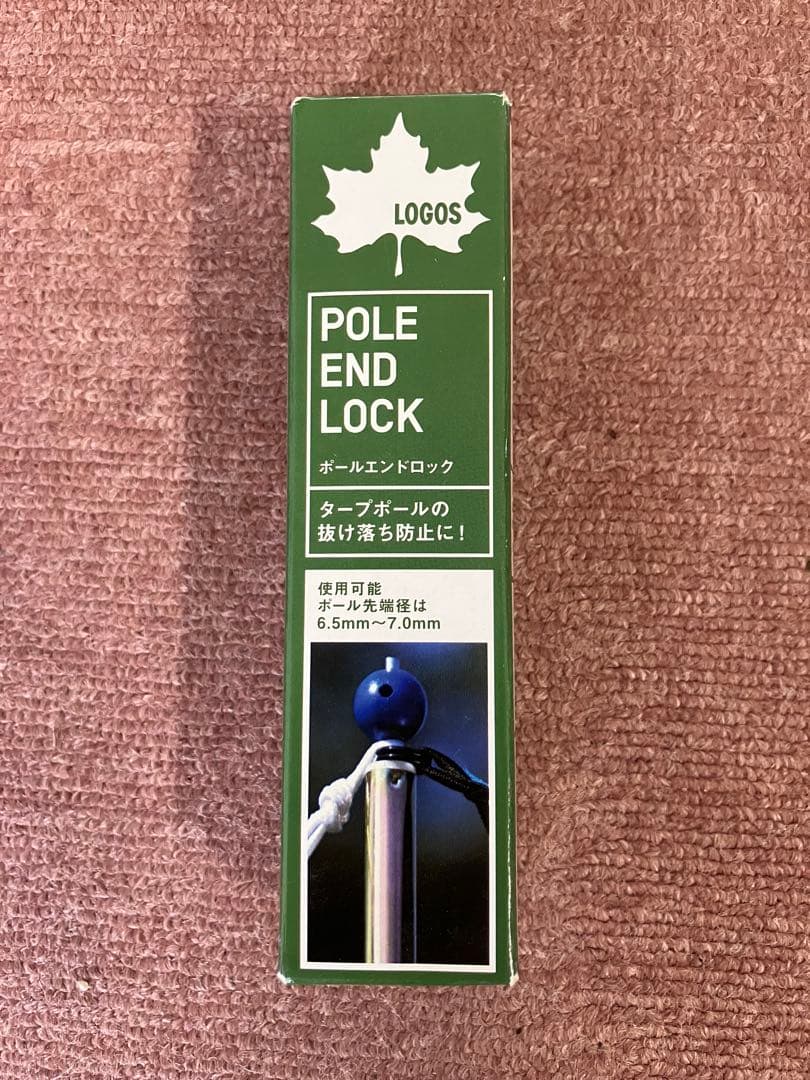 LOGOS
POLE
END
LOCK
ポールエンドロック
タープポールの
抜け落ち防止に!
使用可能
ポール先端径は
6.5mm〜7.0mm